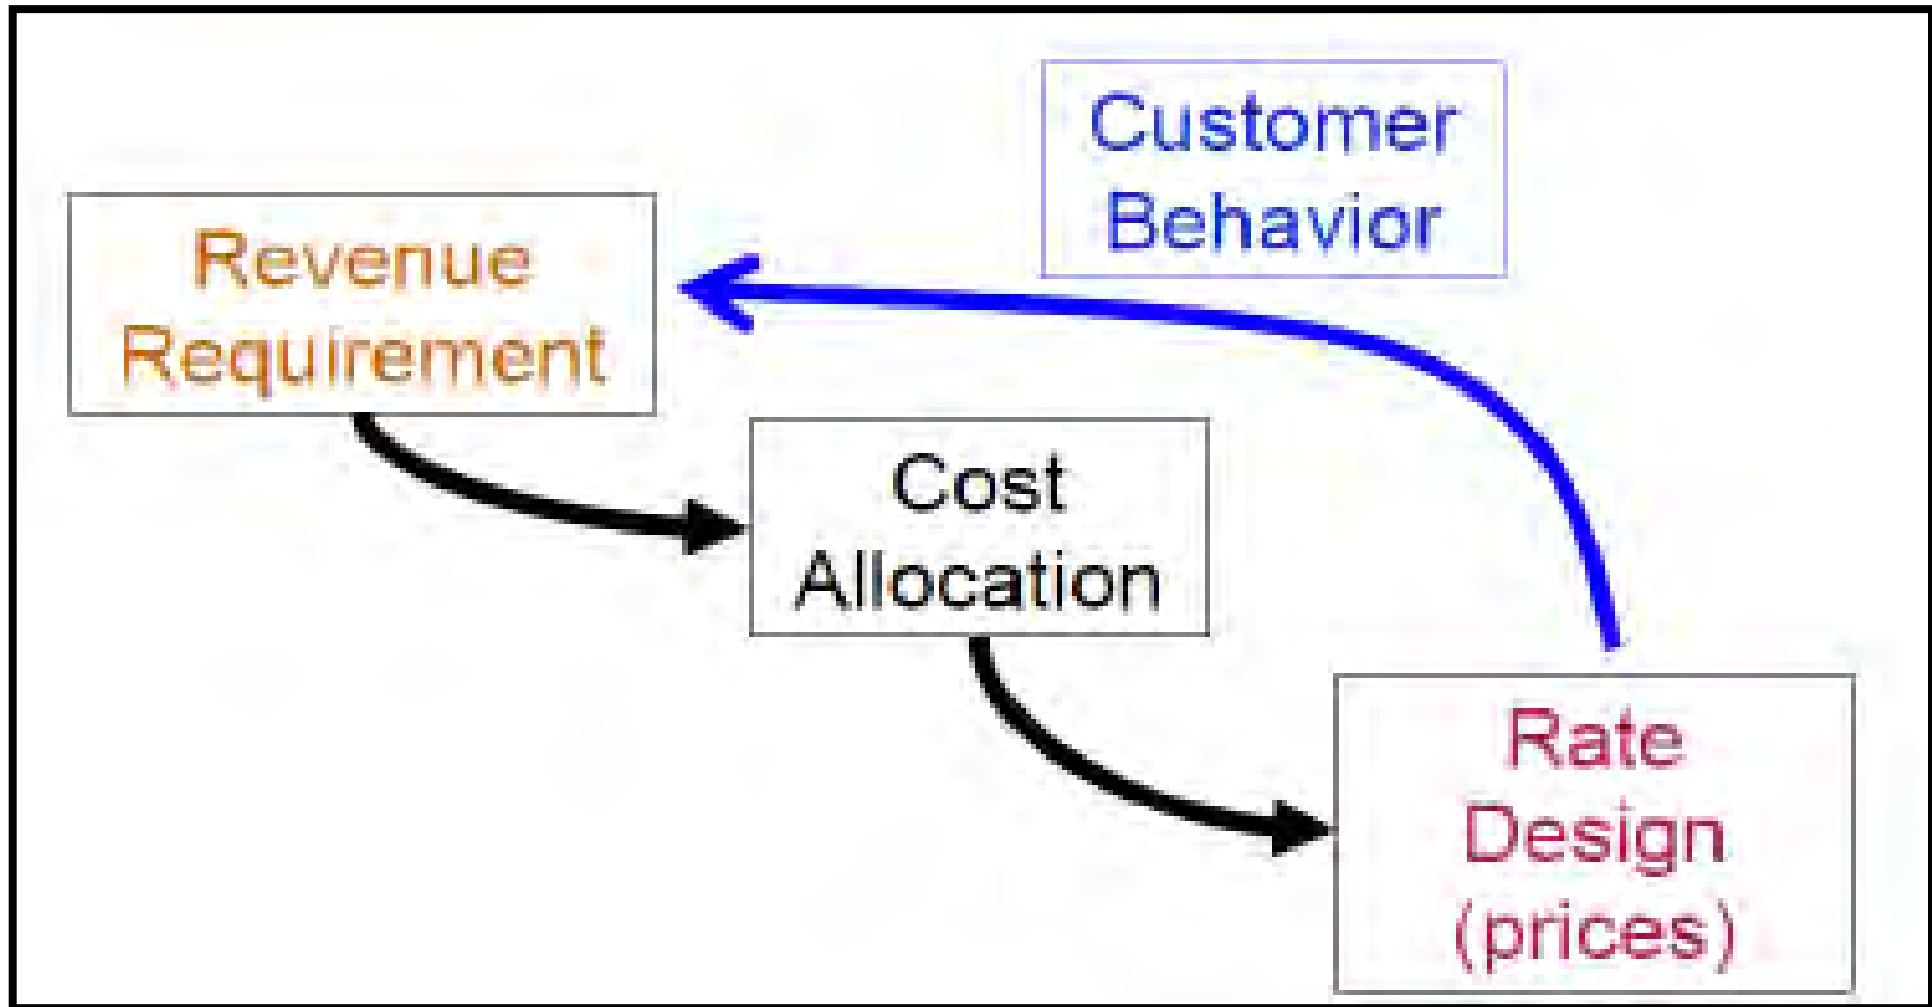 Customer
Behavior
Revenue
Requirement
Cost
Allocation
Rate
Design
(prices)